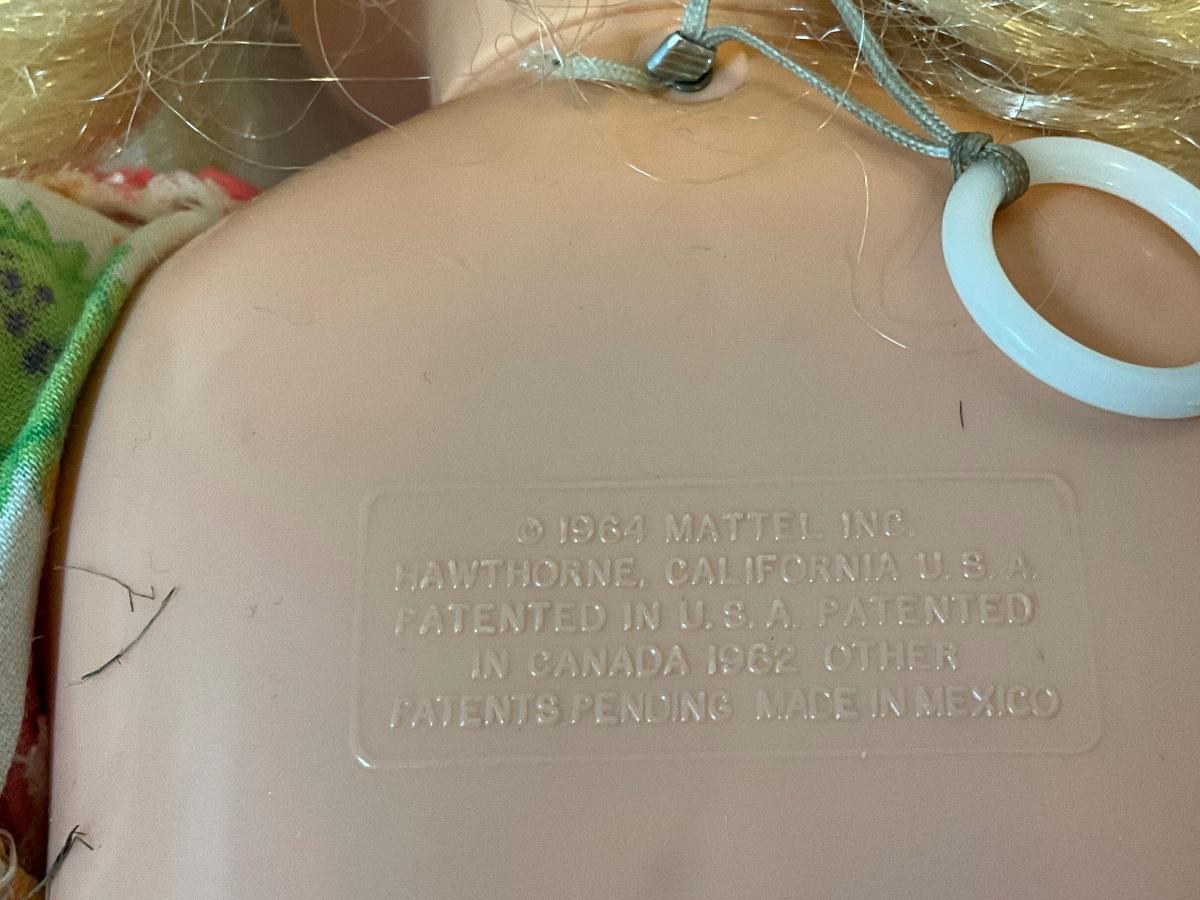 © 1964 MATTEL INC.
HAWTHORNE, CALIFORNIA U. S. A.
PATENTED IN U. S. A. PATENTED
IN CANADA 1962 OTHER
PATENTS PENDING MADE IN MEXICO